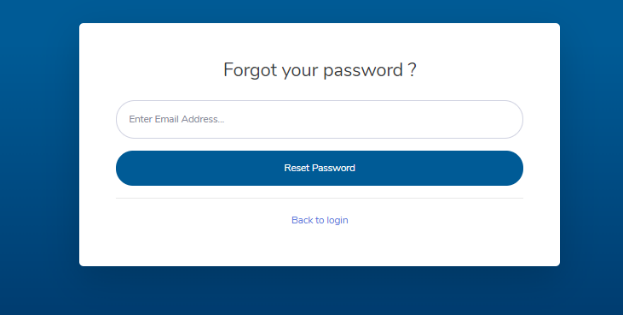 Forgot your password ?
Enter Email Address...
Reset Password
Back to login